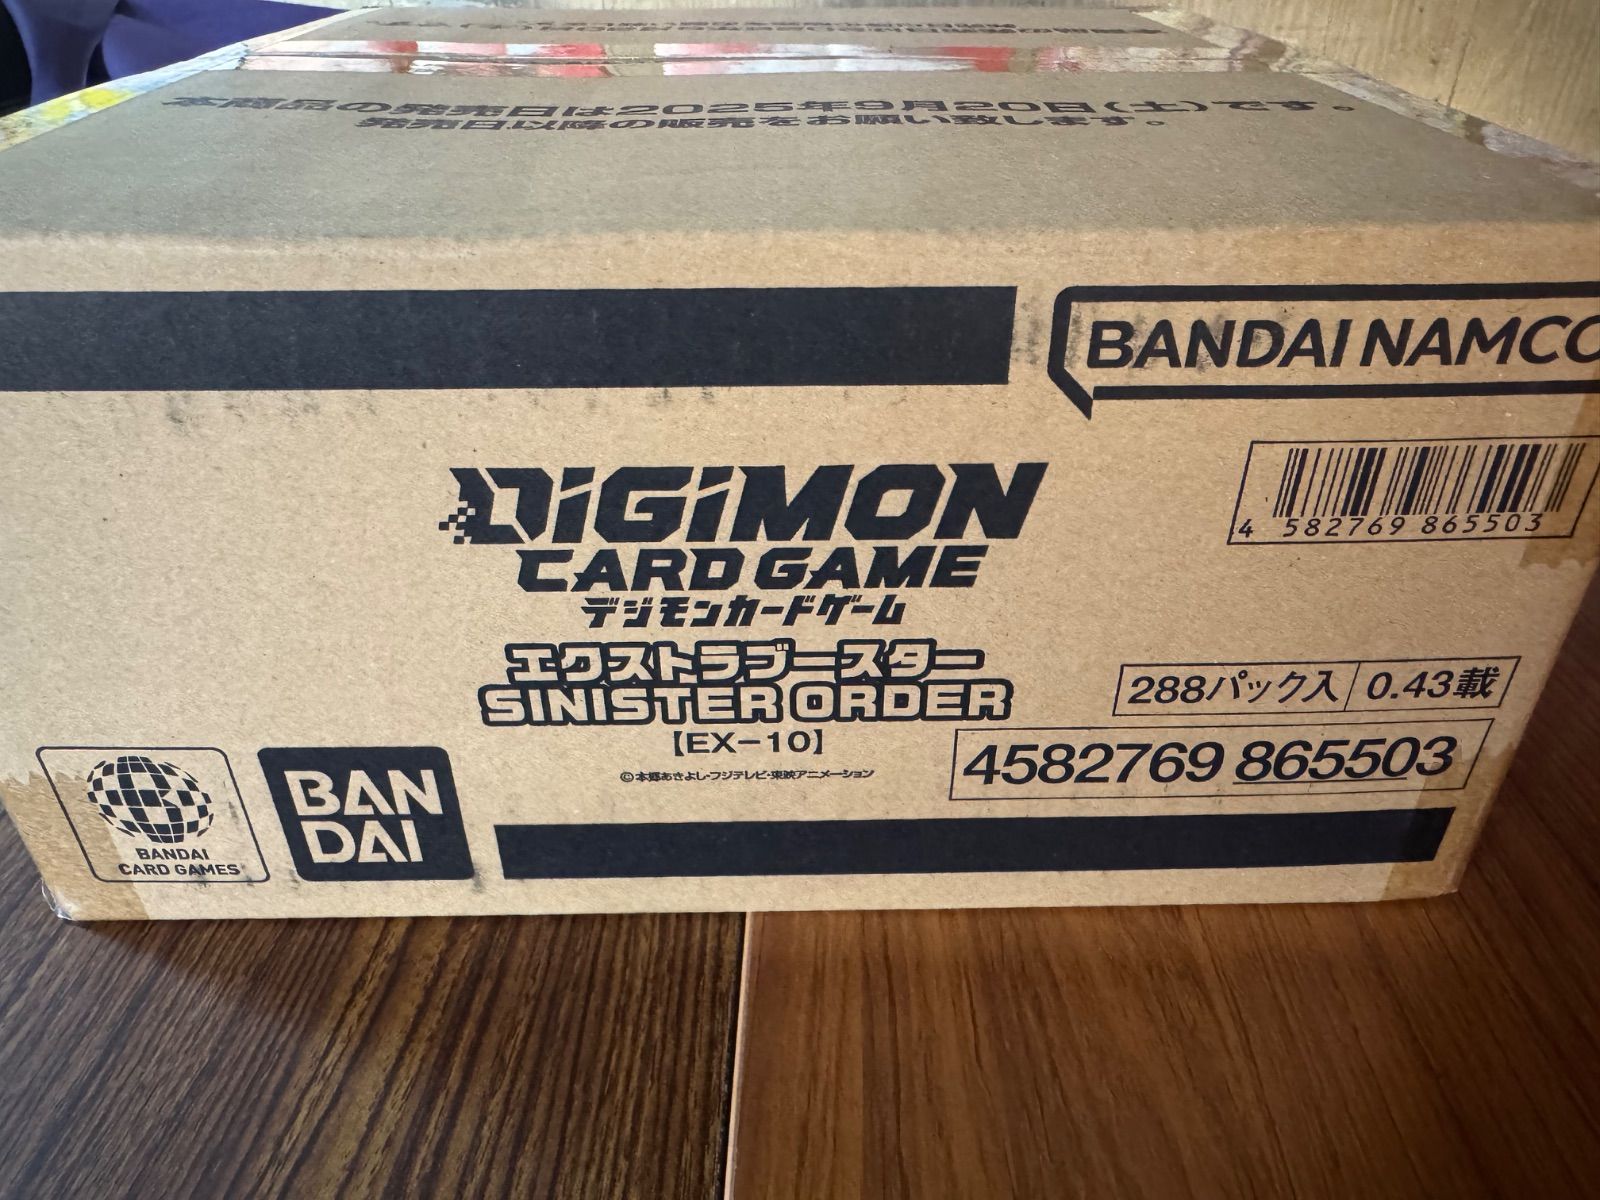 本商品の発売日は2025年9月20日(土)です。
発売日以降の販売をお願い致します。
BANDAI NAMCO
4 582769 865503
DIGIMON
CARD GAME
デジモンカードゲーム
エクストラブースター
SINISTER ORDER
【EX-10】
©本郷あきよし・フジテレビ・東映アニメーション
288パック入 0.43載
4582769 865503
BANDAI
CARD GAMES
BAN
DAI